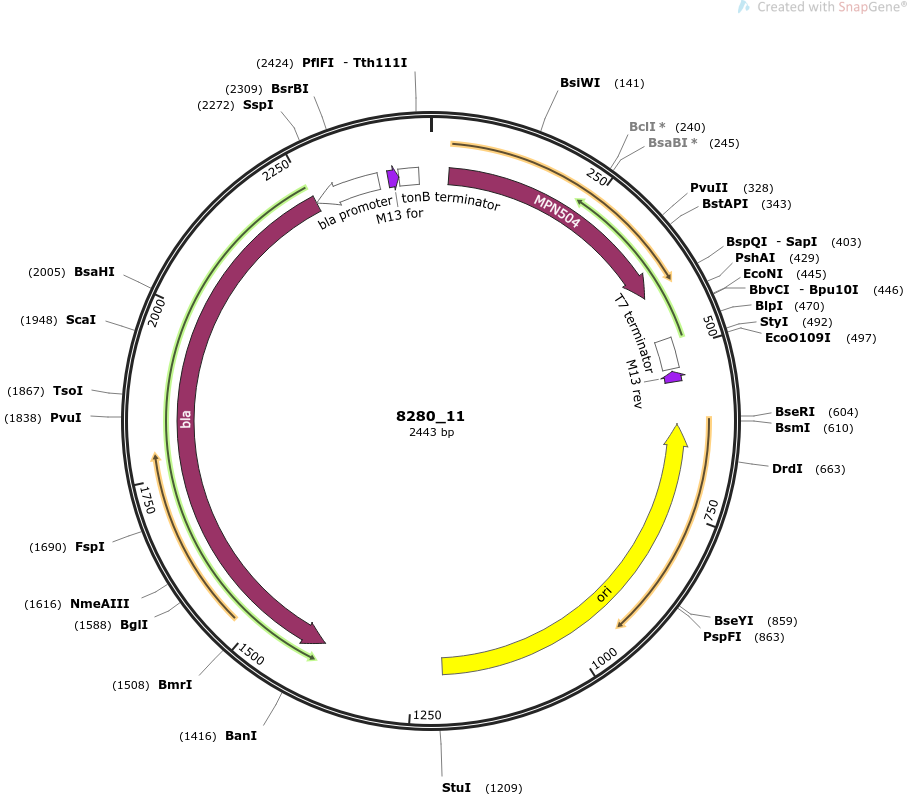 Created with SnapGene®
(2424) PflFI - Tth111I
BsiWI (141)
(2309) BsrBI
(2272) SspI
BclI * (240)
BsaBI * (245)
2250
250
PvuII (328)
BstAPI (343)
bla promoter
M13 for
tonB terminator
MPN504
BspQI - SapI (403)
PshAI (429)
EcoNI (445)
BbvCI - Bpu10I (446)
BlpI (470)
StyI (492)
EcoO109I (497)
(2005) BsaHI
2000
500
T7 terminator
M13 rev
(1948) ScaI
(1867) TsoI
(1838) PvuI
bla
8280_11
2443 bp
BseRI (604)
BsmI (610)
DrdI (663)
1750
750
(1690) FspI
(1616) NmeAIII
(1588) BglI
ori
BseYI (859)
PspFI (863)
1500
1000
(1508) BmrI
1250
(1416) BanI
StuI (1209)